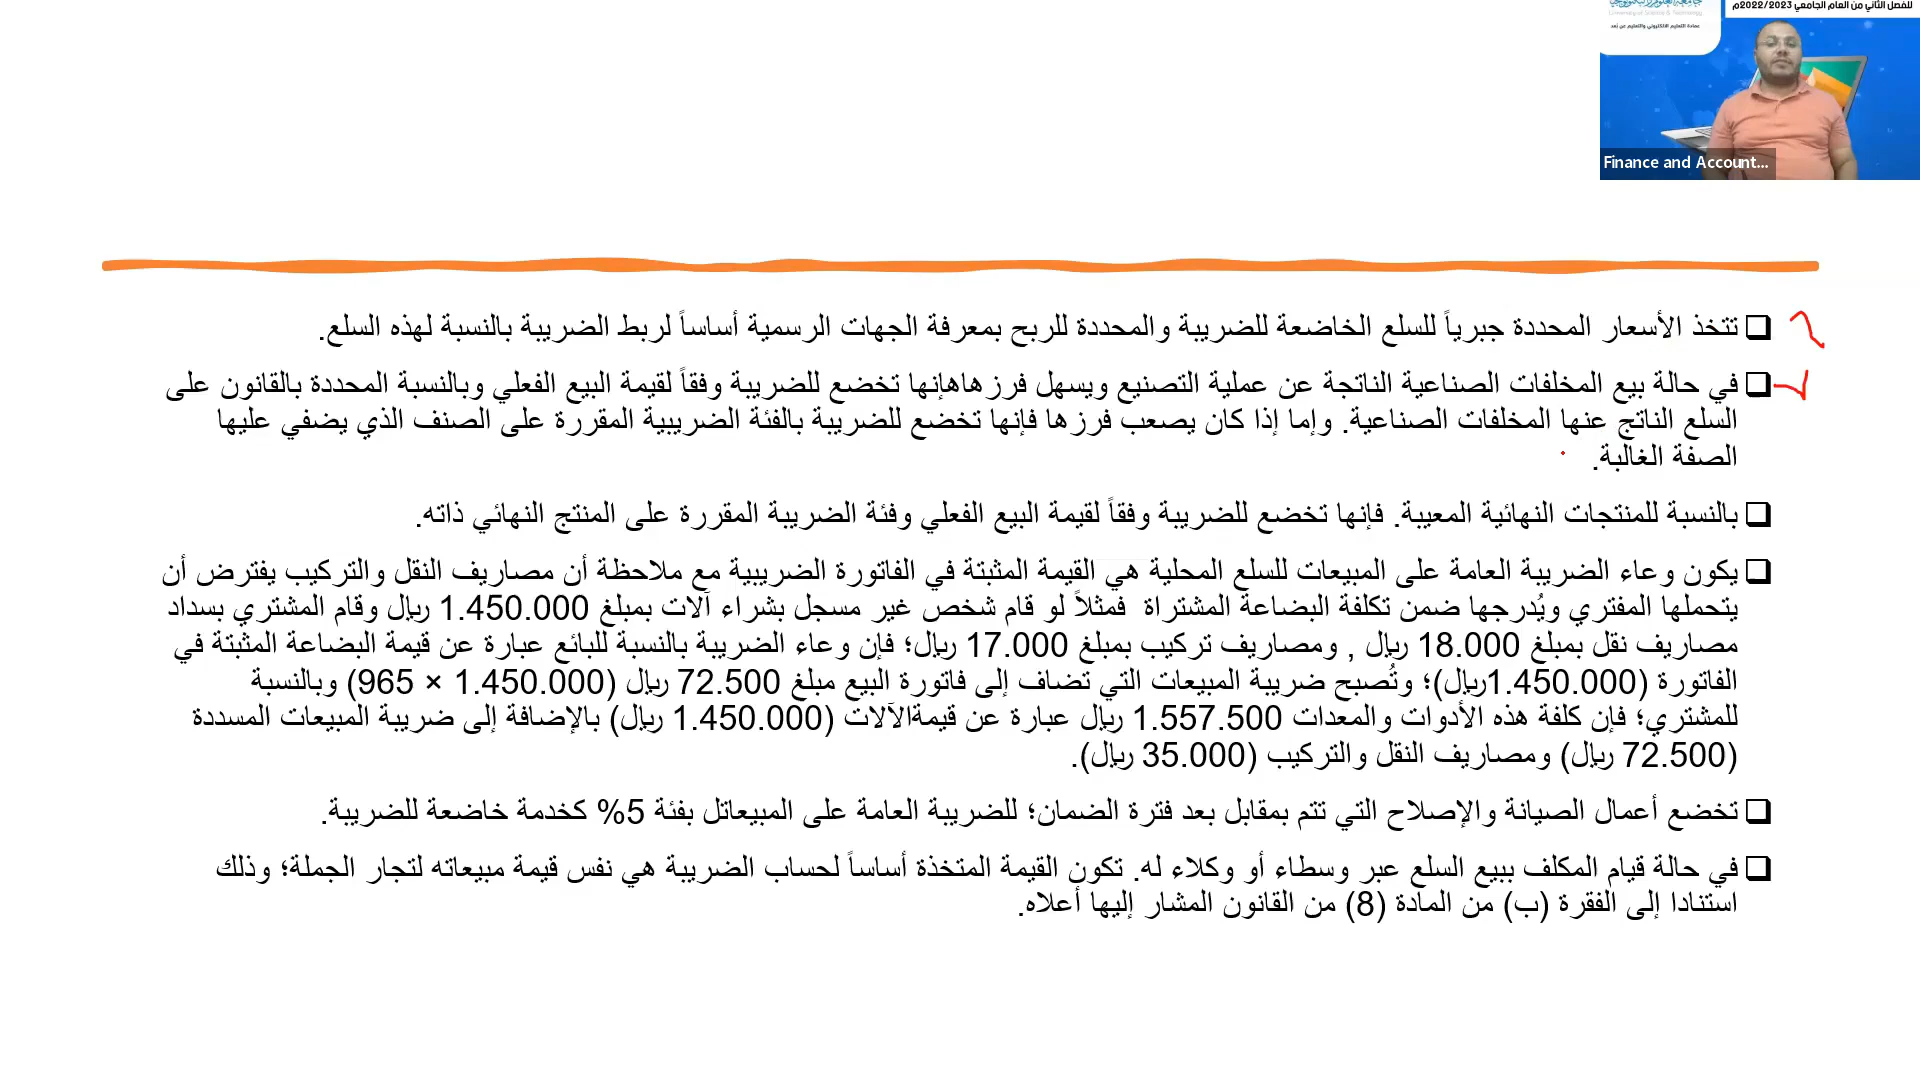 جامعة العلوم والتكنولوجيا
University of Science & Technology
عمادة التعليم الالكتروني والتعليم عن بُعد
للفصل الثاني من العام الجامعي 2022/2023م
Finance and Account...
تتخذ الأسعار المحددة جبرياً للسلع الخاضعة للضريبة والمحددة للربح بمعرفة الجهات الرسمية أساساً لربط الضريبة بالنسبة لهذه السلع.
في حالة بيع المخلفات الصناعية الناتجة عن عملية التصنيع ويسهل فرزهاهإنها تخضع للضريبة وفقاً لقيمة البيع الفعلي وبالنسبة المحددة بالقانون على
السلع الناتج عنها المخلفات الصناعية. وإما إذا كان يصعب فرزها فإنها تخضع للضريبة بالفئة الضريبية المقررة على الصنف الذي يضفي عليها
الصفة الغالبة.
بالنسبة للمنتجات النهائية المعيبة. فإنها تخضع للضريبة وفقاً لقيمة البيع الفعلي وفئة الضريبة المقررة على المنتج النهائي ذاته.
يكون وعاء الضريبة العامة على المبيعات للسلع المحلية هي القيمة المثبتة في الفاتورة الضريبية مع ملاحظة أن مصاريف النقل والتركيب يفترض أن
يتحملها المفتري ويُدرجها ضمن تكلفة البضاعة المشتراة فمثلاً لو قام شخص غير مسجل بشراء آلات بمبلغ 1.450.000 ريال وقام المشتري بسداد
مصاريف نقل بمبلغ 18.000 ريال , ومصاريف تركيب بمبلغ 17.000 ريال؛ فإن وعاء الضريبة بالنسبة للبائع عبارة عن قيمة البضاعة المثبتة في
الفاتورة (1.450.000ريال)؛ وتُصبح ضريبة المبيعات التي تضاف إلى فاتورة البيع مبلغ 72.500 ريال (1.450.000 × 965) وبالنسبة
للمشتري؛ فإن كلفة هذه الأدوات والمعدات 1.557.500 ريال عبارة عن قيمةالآلات (1.450.000 ريال) بالإضافة إلى ضريبة المبيعات المسددة
(72.500 ريال) ومصاريف النقل والتركيب (35.000 ريال).
تخضع أعمال الصيانة والإصلاح التي تتم بمقابل بعد فترة الضمان؛ للضريبة العامة على المبيعاتل بفئة 5% كخدمة خاضعة للضريبة.
في حالة قيام المكلف ببيع السلع عبر وسطاء أو وكلاء له. تكون القيمة المتخذة أساساً لحساب الضريبة هي نفس قيمة مبيعاته لتجار الجملة؛ وذلك
استنادا إلى الفقرة (ب) من المادة (8) من القانون المشار إليها أعلاه.